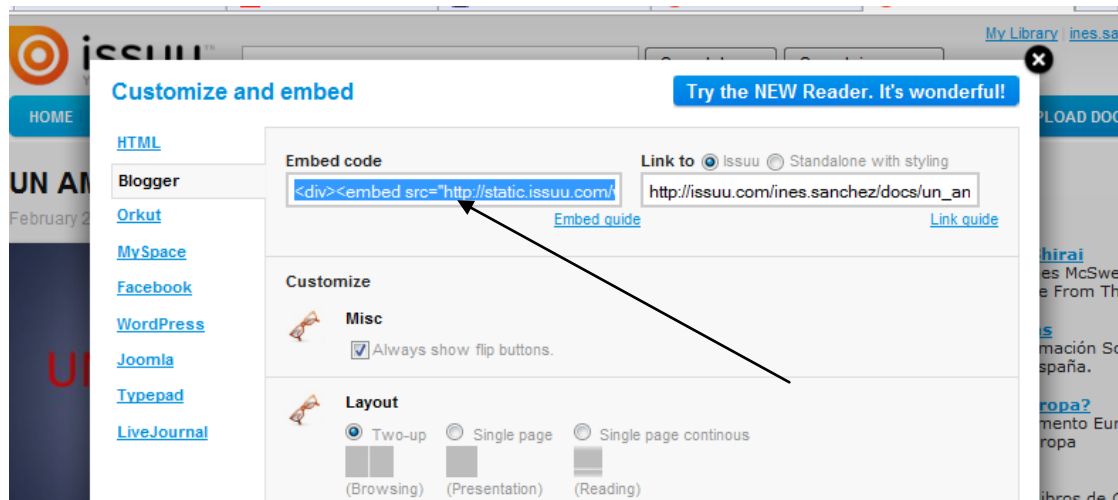 My Library | ines.sa
issuu
HOME
PLOAD DOC
Customize and embed
Try the NEW Reader. It's wonderful!
UN AM
February 2
HTML
Blogger
Orkut
MySpace
Facebook
WordPress
Joomla
Typepad
LiveJournal
Embed code
<div><embed src="http://static.issuu.com/
Embed guide
Link to Issuu Standalone with styling
http://issuu.com/ines.sanchez/docs/un_an
Link guide
Customize
Misc
Always show flip buttons.
Layout
Two-up Single page Single page continous
(Browsing) (Presentation) (Reading)
hirai
es McSwe
e From Th
s
mación So
spaña.
ropa?
mento Eur
ropa
ibros de